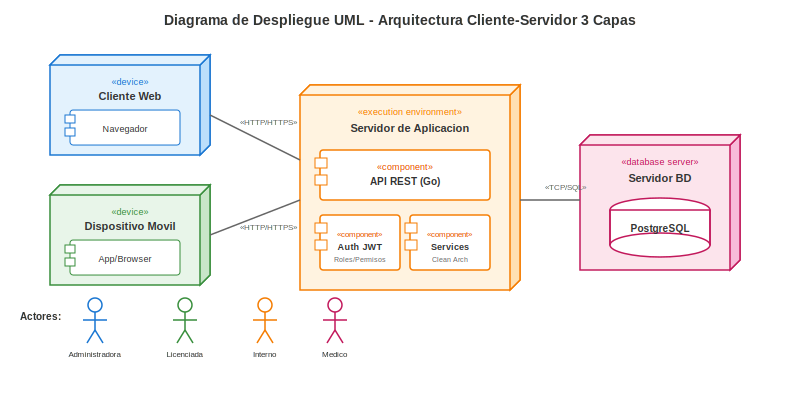 Diagrama de Despliegue UML - Arquitectura Cliente-Servidor 3 Capas
«device»
Cliente Web
Navegador
«HTTP/HTTPS»
«device»
Dispositivo Movil
App/Browser
«HTTP/HTTPS»
«execution environment»
Servidor de Aplicacion
«component»
API REST (Go)
«component»
Auth JWT
Roles/Permisos
«component»
Services
Clean Arch
«TCP/SQL»
«database server»
Servidor BD
PostgreSQL
Actores:
Administradora
Licenciada
Interno
Medico